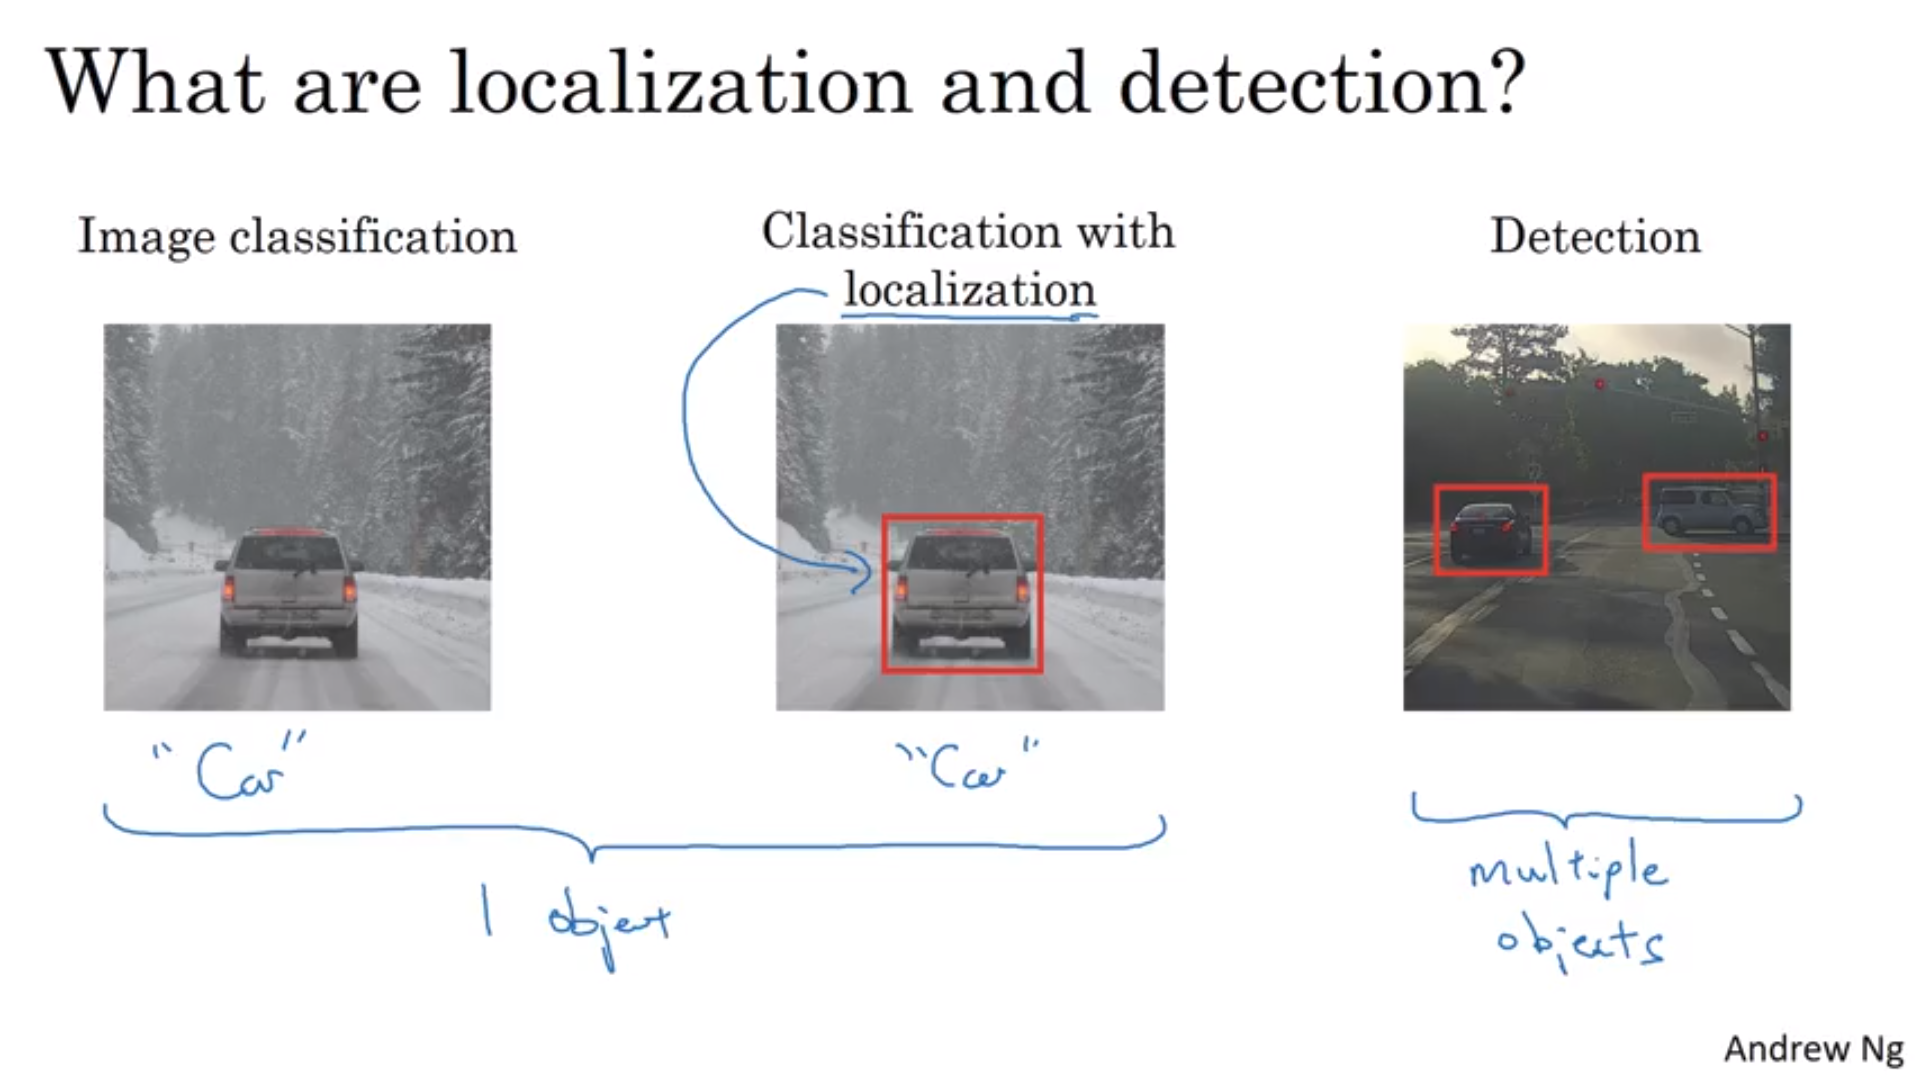 What are localization and detection?
Image classification
Classification with
localization
Detection
"Car"
"Car"
1 object
multiple
objects
Andrew Ng